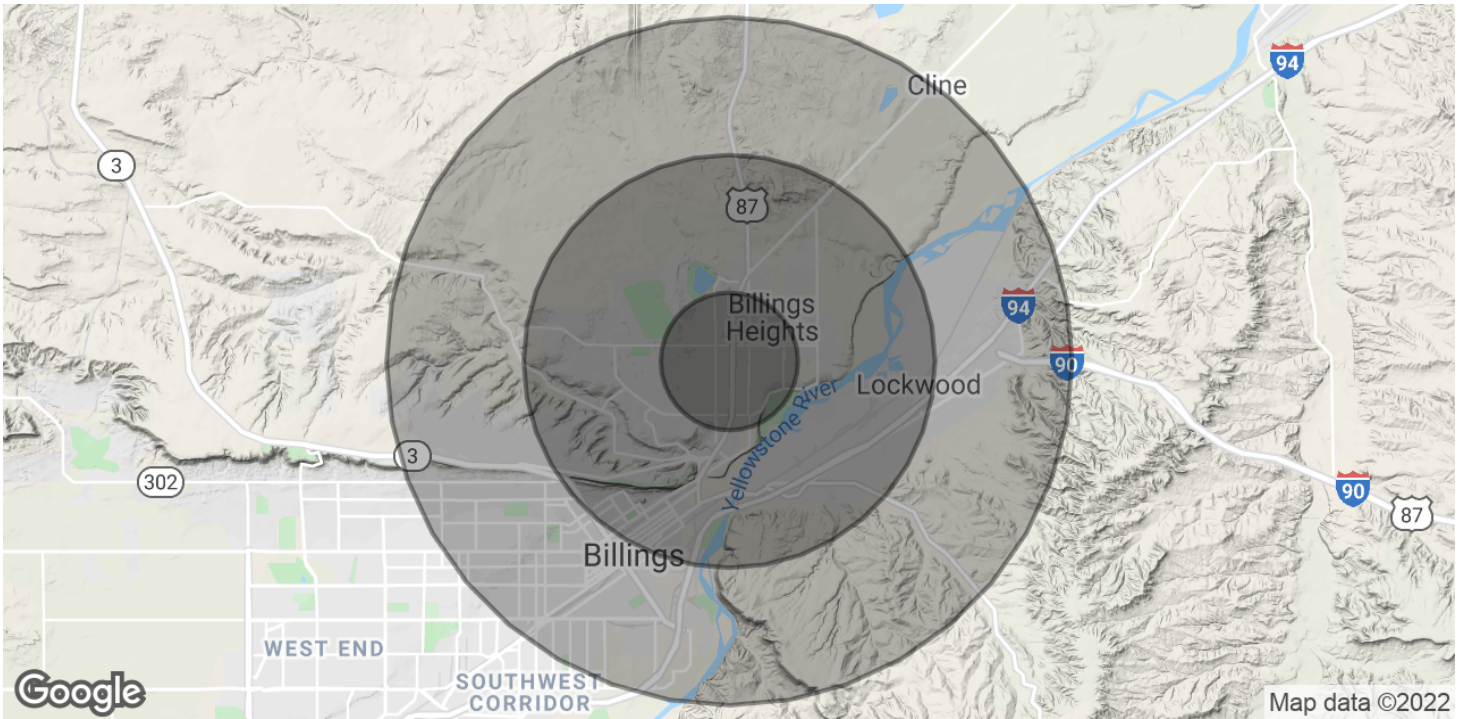 94
Cline
3
87
Billings
Heights
94
90
Lockwood
Yellowstone River
3
302
90
87
Billings
WEST END
SOUTHWEST
CORRIDOR
Google
Map data ©2022